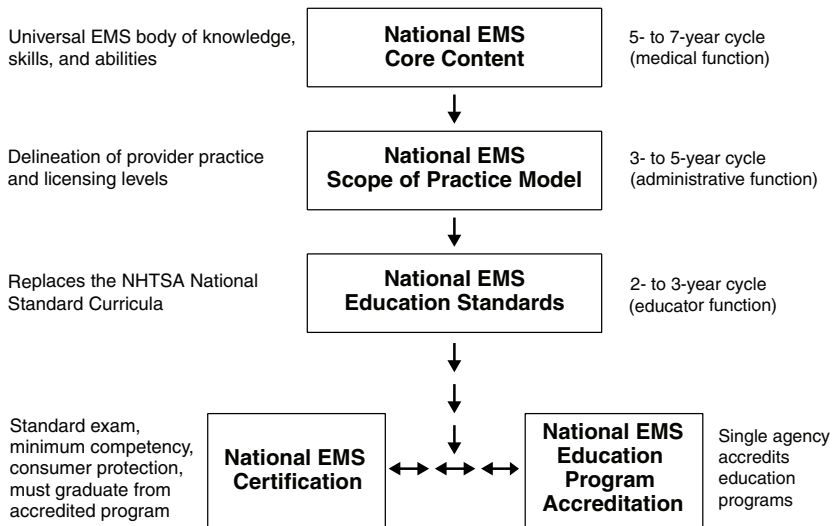 Universal EMS body of knowledge,
skills, and abilities
National EMS
Core Content
5- to 7-year cycle
(medical function)
Delineation of provider practice
and licensing levels
National EMS
Scope of Practice Model
3- to 5-year cycle
(administrative function)
Replaces the NHTSA National
Standard Curricula
National EMS
Education Standards
2- to 3-year cycle
(educator function)
Standard exam,
minimum competency,
consumer protection,
must graduate from
accredited program
National EMS
Certification
National EMS
Education
Program
Accreditation
Single agency
accredits
education
programs